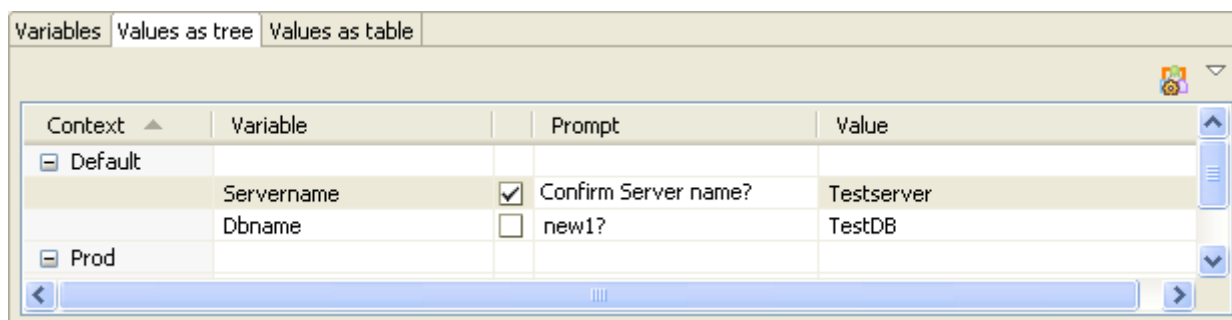 Variables Values as tree Values as table
Context Variable Prompt Value
Default
Servername Confirm Server name? Testserver
Dbname new1? TestDB
Prod